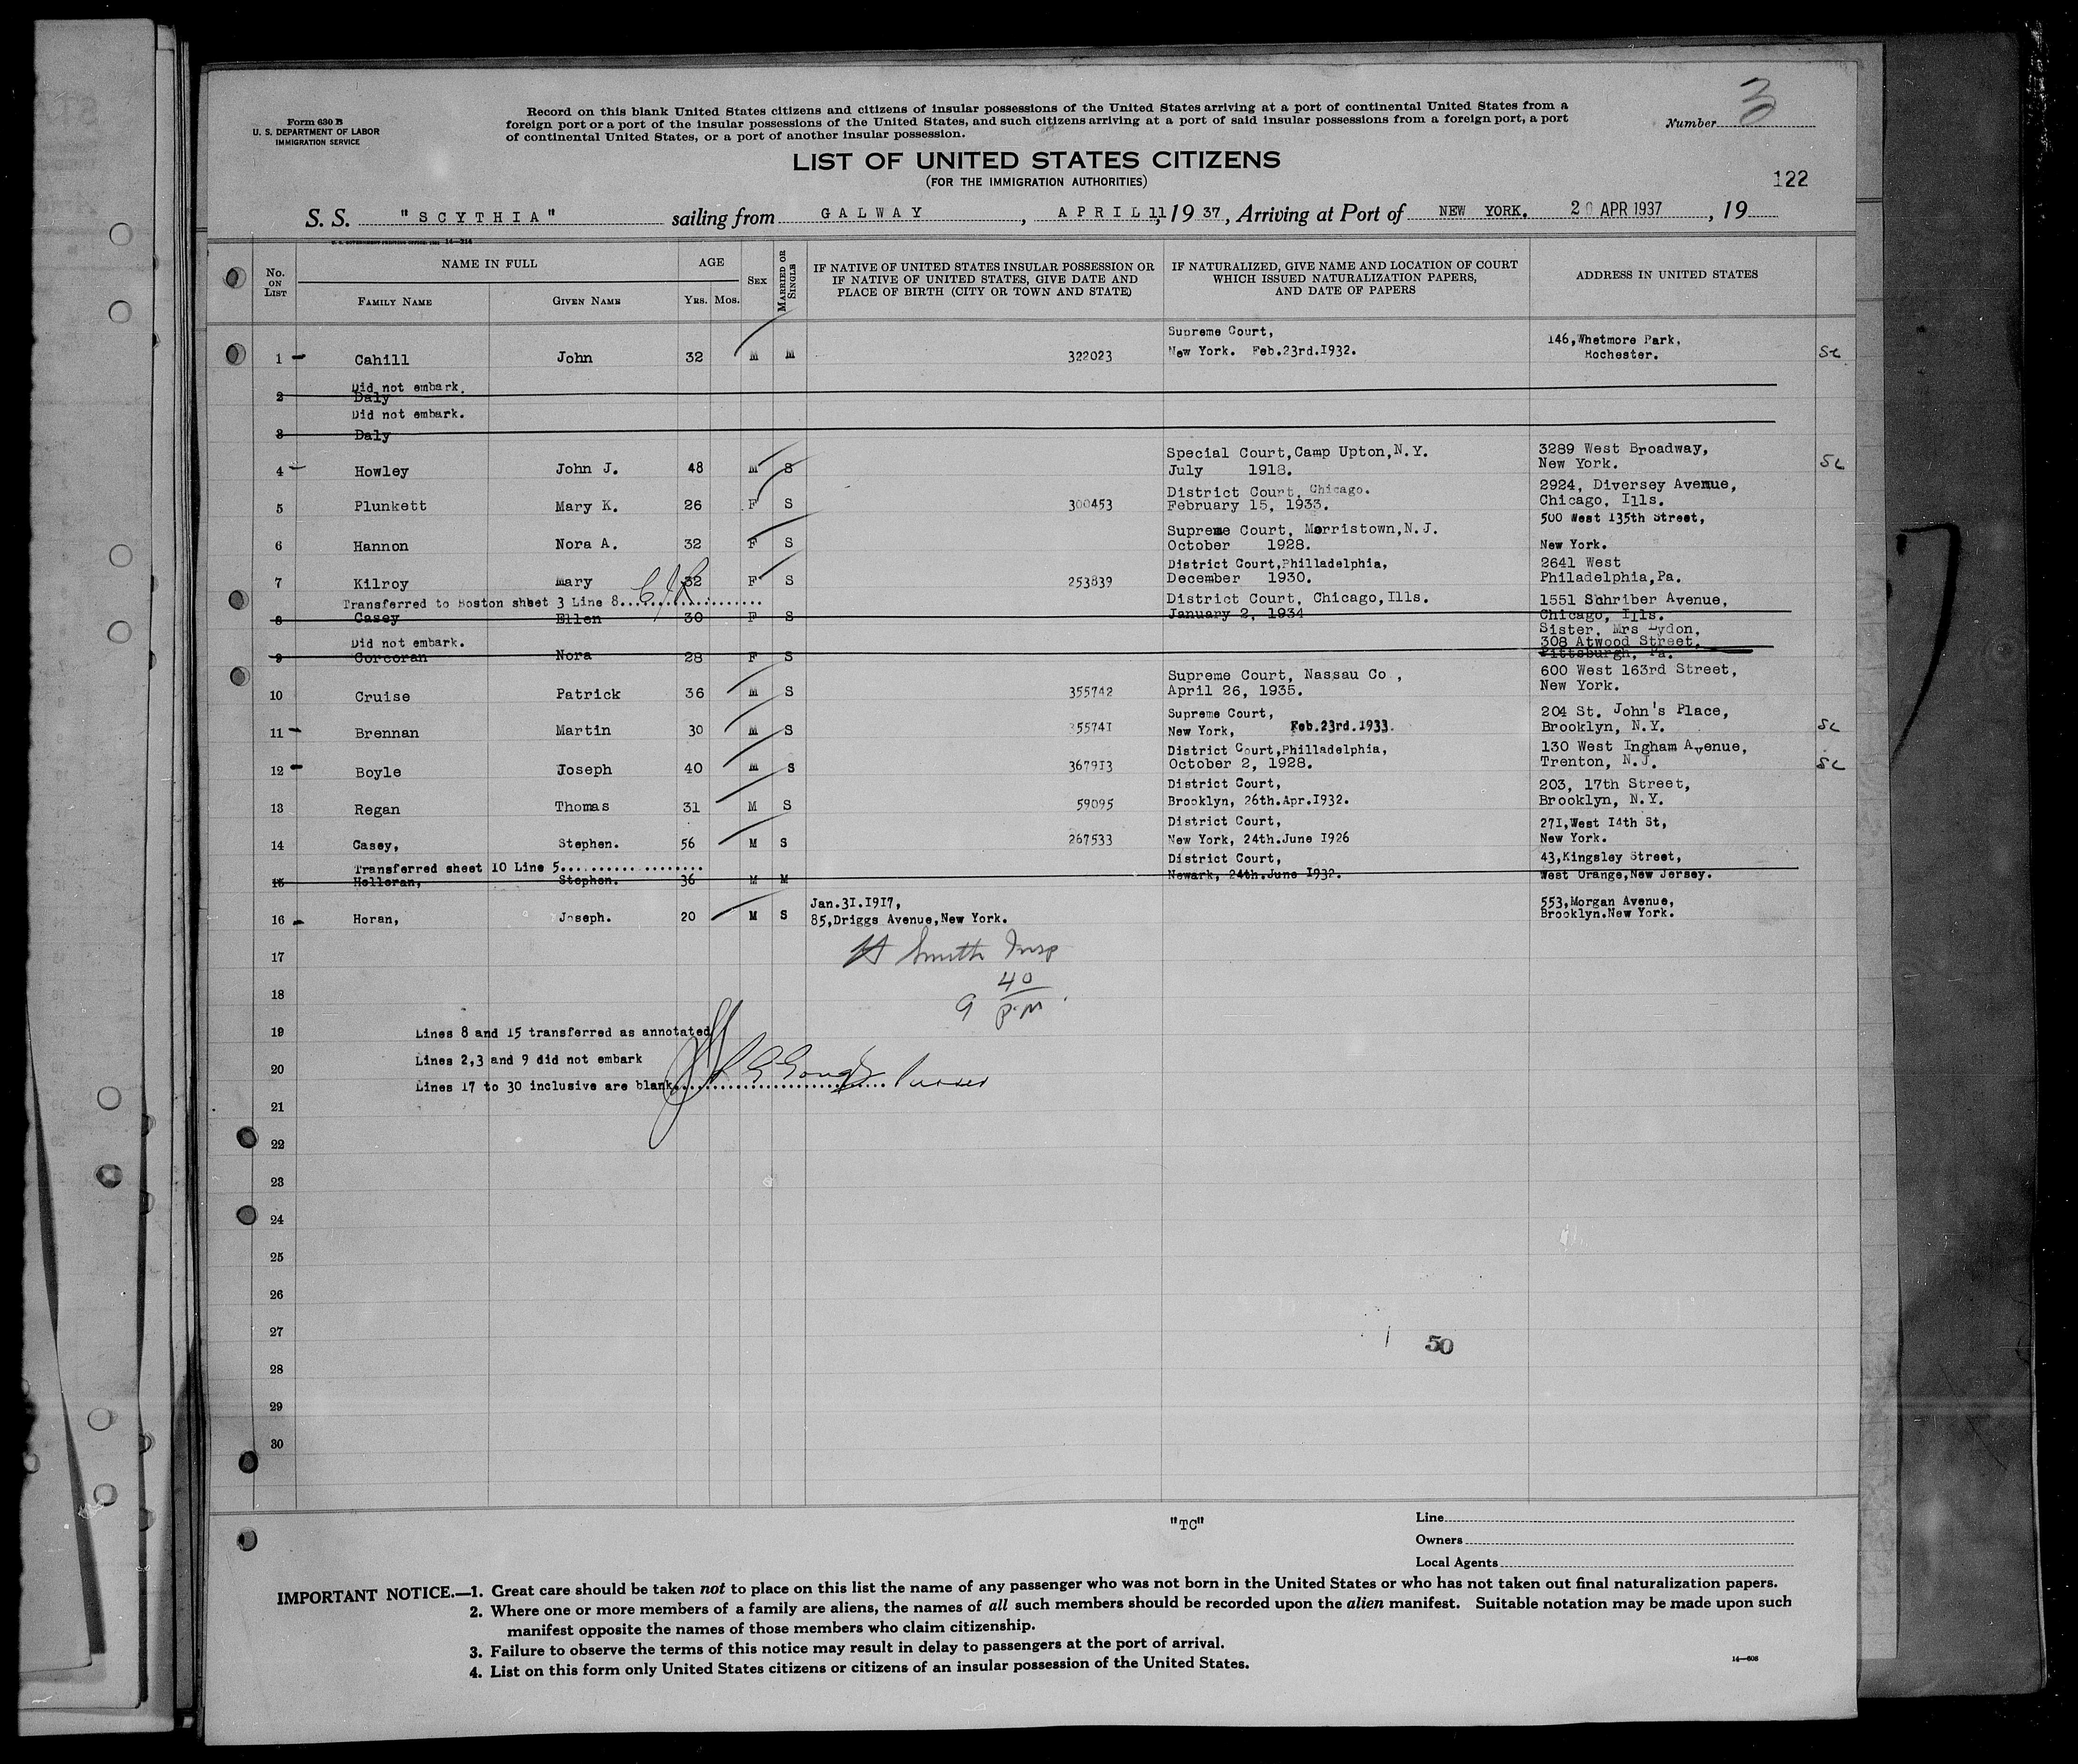 Form 630 B
U. S. DEPARTMENT OF LABOR
IMMIGRATION SERVICE
Record on this blank United States citizens and citizens of insular possessions of the United States arriving at a port of continental United States from a
foreign port or a port of the insular possessions of the United States, and such citizens arriving at a port of said insular possessions from a foreign port, a port
of continental United States, or a port of another insular possession.
Number 3
LIST OF UNITED STATES CITIZENS
(FOR THE IMMIGRATION AUTHORITIES)
122
S. S. "SCYTHIA" sailing from GALWAY, APRIL 11, 1937, Arriving at Port of NEW YORK. 20 APR 1937, 19
No. ON LIST
NAME IN FULL
FAMILY NAME
GIVEN NAME
AGE
YRS. MOS.
SEX
MARRIED OR SINGLE
IF NATIVE OF UNITED STATES INSULAR POSSESSION OR
IF NATIVE OF UNITED STATES, GIVE DATE AND
PLACE OF BIRTH (CITY OR TOWN AND STATE)
IF NATURALIZED, GIVE NAME AND LOCATION OF COURT
WHICH ISSUED NATURALIZATION PAPERS,
AND DATE OF PAPERS
ADDRESS IN UNITED STATES
Supreme Court,
146, Whetmore Park,
1 Cahill John 32 M M 322023 New York. Feb.23rd.1932. Rochester. Sc
Did not embark.
2 Daly
Did not embark.
3 Daly
Special Court, Camp Upton, N.Y. 3289 West Broadway,
4 Howley John J. 48 M S July 1918. New York. Sc
District Court, Chicago. 2924, Diversey Avenue,
5 Plunkett Mary K. 26 F S 300453 February 15, 1933. Chicago, Ills.
Supreme Court, Morristown, N.J. 500 West 135th Street,
6 Hannon Nora A. 32 F S October 1928. New York.
District Court, Philladelphia, 2641 West
7 Kilroy Mary 32 F S 253839 December 1930. Philadelphia, Pa.
Transferred to Boston sheet 3 Line 8 District Court, Chicago, Ills. 1551 Schriber Avenue,
8 Casey Ellen 30 F S January 2, 1934 Chicago, Ills.
Did not embark. Sister, Mrs Lydon,
308 Atwood Street,
9 Corcoran Nora 28 F S Pittsburgh, Pa.
Supreme Court, Nassau Co , 600 West 163rd Street,
10 Cruise Patrick 36 M S 355742 April 26, 1935. New York.
Supreme Court, 204 St. John's Place,
11 Brennan Martin 30 M S 355741 New York, Feb.23rd.1933. Brooklyn, N.Y. Sc
District Court, Philladelphia, 130 West Ingham Avenue,
12 Boyle Joseph 40 M S 367913 October 2, 1928. Trenton, N.J. Sc
District Court, 203, 17th Street,
13 Regan Thomas 31 M S 59095 Brooklyn, 26th.Apr.1932. Brooklyn, N.Y.
District Court, 271, West 14th St,
14 Casey, Stephen. 56 M S 267533 New York, 24th.June 1926 New York.
Transferred sheet 10 Line 5 District Court, 43, Kingsley Street,
15 Holleran, Stephen. 36 M M Newark, 24th.June 1932. West Orange, New Jersey.
Jan.31.1917, 553, Morgan Avenue,
16 Horan, Joseph. 20 M S 85, Driggs Avenue, New York. Brooklyn. New York.
17 Smith Insp
18 9 40 p.m.
19 Lines 8 and 15 transferred as annotated
Lines 2,3 and 9 did not embark
20
Lines 17 to 30 inclusive are blank Purser
21
22
23
24
25
26
27
50
28
29
30
"TC"
Line
Owners
Local Agents
IMPORTANT NOTICE.—1. Great care should be taken not to place on this list the name of any passenger who was not born in the United States or who has not taken out final naturalization papers.
2. Where one or more members of a family are aliens, the names of all such members should be recorded upon the alien manifest. Suitable notation may be made upon such
manifest opposite the names of those members who claim citizenship.
3. Failure to observe the terms of this notice may result in delay to passengers at the port of arrival.
4. List on this form only United States citizens or citizens of an insular possession of the United States.
14—608